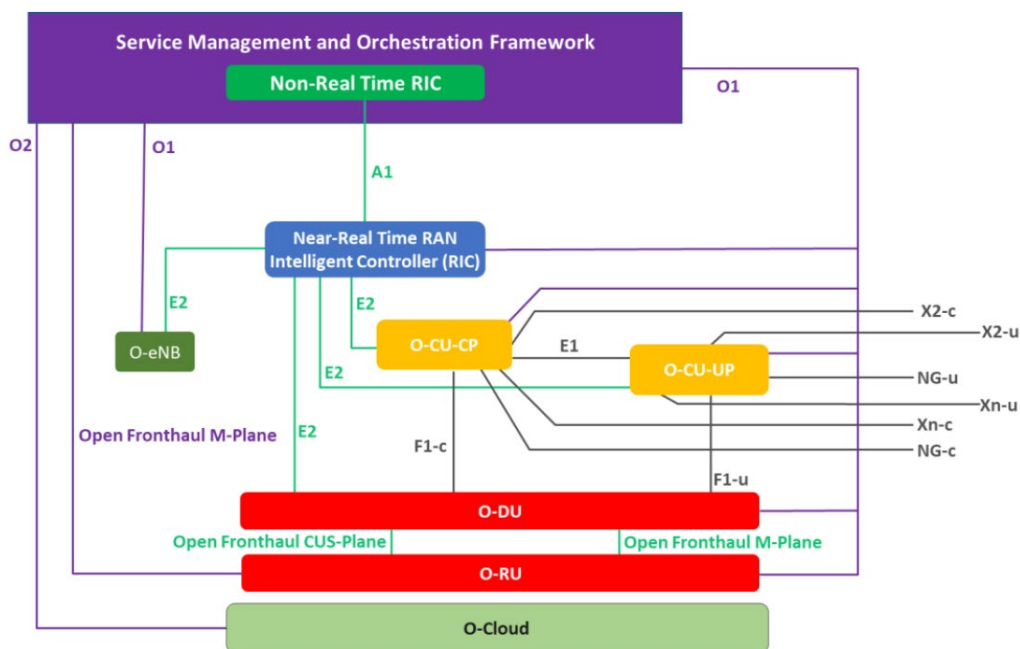 Service Management and Orchestration Framework
Non-Real Time RIC
O1
O2
O1
A1
Near-Real Time RAN
Intelligent Controller (RIC)
E2
E2
X2-c
X2-u
O-eNB
O-CU-CP
E1
O-CU-UP
E2
NG-u
Xn-u
Open Fronthaul M-Plane
E2
F1-c
Xn-c
NG-c
F1-u
O-DU
Open Fronthaul CUS-Plane
Open Fronthaul M-Plane
O-RU
O-Cloud